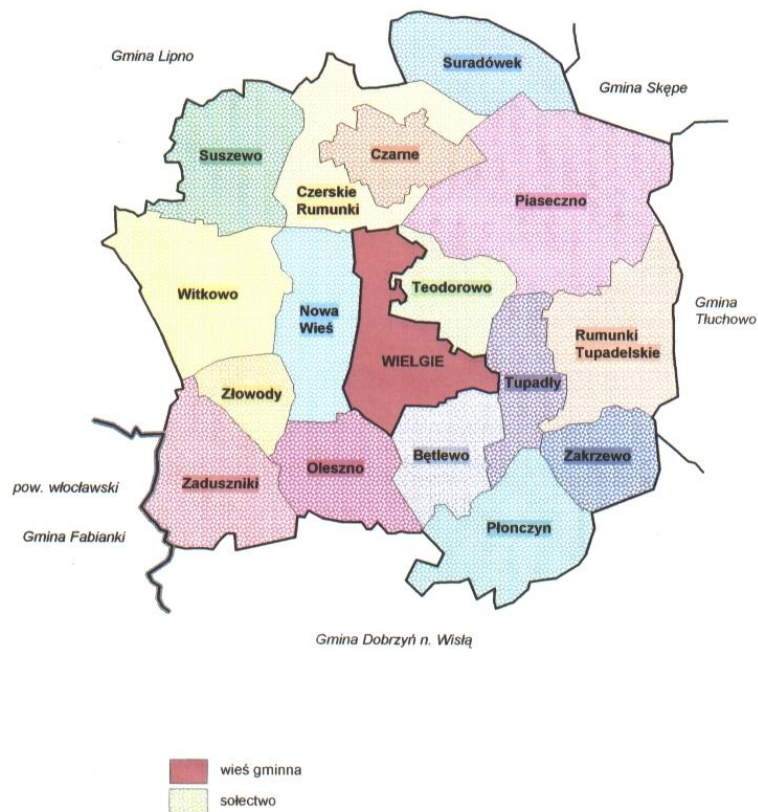 Gmina Lipno
Suradówek
Gmina Skępe
Suszewo
Czarne
Czerskie
Rumunki
Piaseczno
Witkowo
Nowa
Wieś
Teodorowo
Gmina
Tłuchowo
Rumunki
Tupadelskie
WIELGIE
Tupadły
Złowody
Zaduszniki
Oleszno
Bętlewo
Zakrzewo
pow. włocławski
Płonczyn
Gmina Fabianki
Gmina Dobrzyń n. Wisłą
wieś gminna
sołectwo